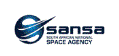 sansa
SOUTH AFRICAN NATIONAL
SPACE AGENCY